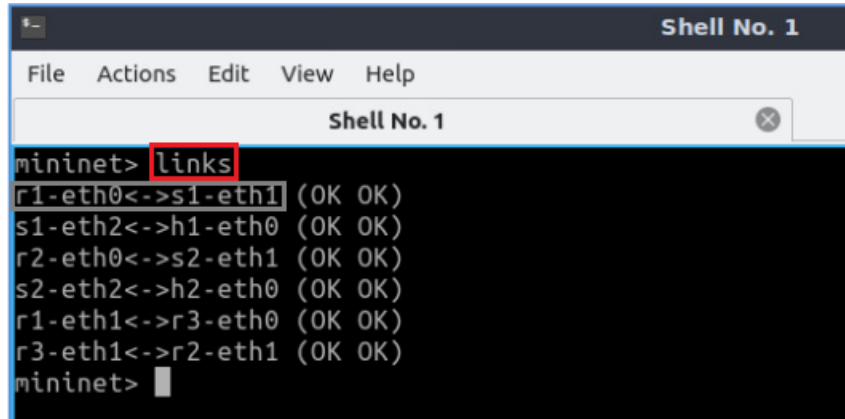 $_
Shell No. 1
File Actions Edit View Help
Shell No. 1
mininet> links
r1-eth0<->s1-eth1 (OK OK)
s1-eth2<->h1-eth0 (OK OK)
r2-eth0<->s2-eth1 (OK OK)
s2-eth2<->h2-eth0 (OK OK)
r1-eth1<->r3-eth0 (OK OK)
r3-eth1<->r2-eth1 (OK OK)
mininet>